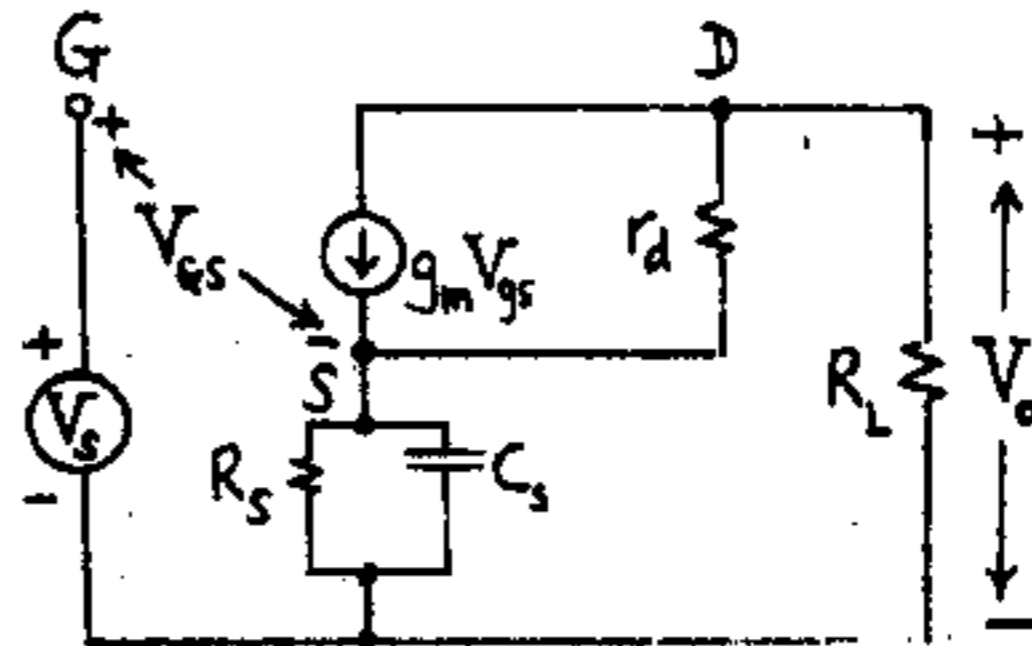 G
D
+
+
V_GS
g_m V_gs
r_d
-
S
+
V_s
-
R_S
C_s
R_L
V_o
-